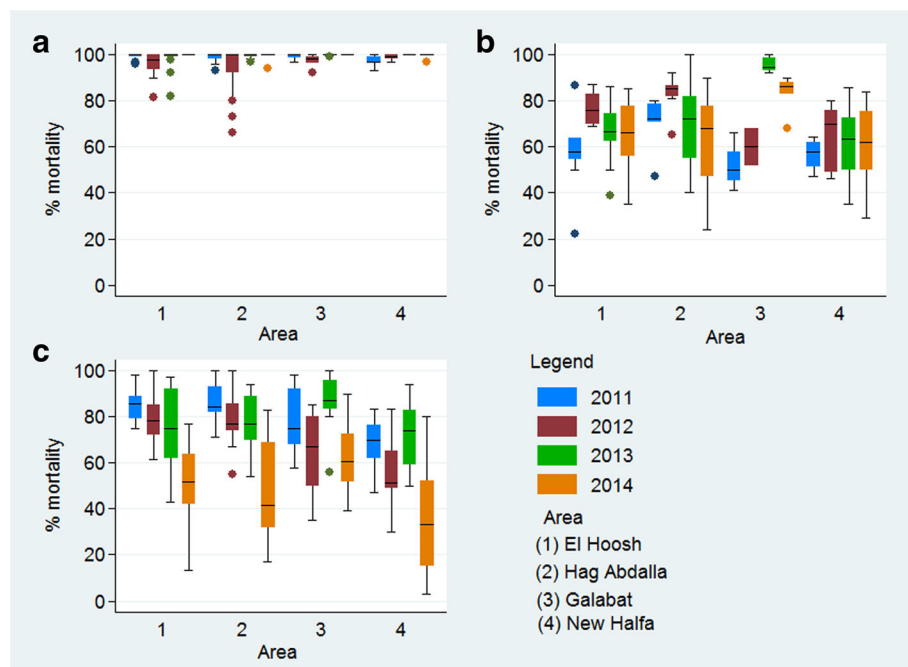 a
100
80
60
40
20
0
% mortality
1 2 3 4
Area
b
100
80
60
40
20
0
% mortality
1 2 3 4
Area
c
100
80
60
40
20
0
% mortality
1 2 3 4
Area
Legend
2011
2012
2013
2014
Area
(1) El Hoosh
(2) Hag Abdalla
(3) Galabat
(4) New Halfa